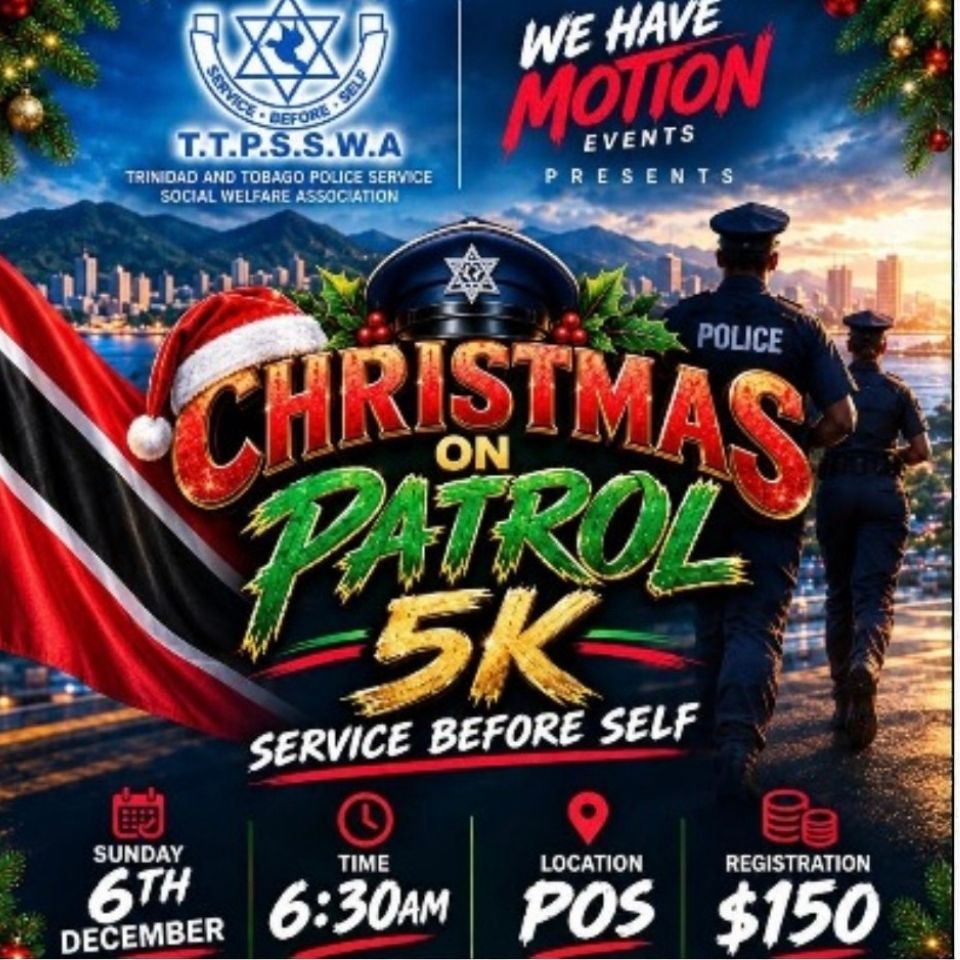 SERVICE • BEFORE • SELF
T.T.P.S.S.W.A
TRINIDAD AND TOBAGO POLICE SERVICE
SOCIAL WELFARE ASSOCIATION
WE HAVE
MOTION
EVENTS
PRESENTS
POLICE
CHRISTMAS
ON
PATROL
5K
SERVICE BEFORE SELF
SUNDAY
6TH
DECEMBER
TIME
6:30AM
LOCATION
POS
REGISTRATION
$150